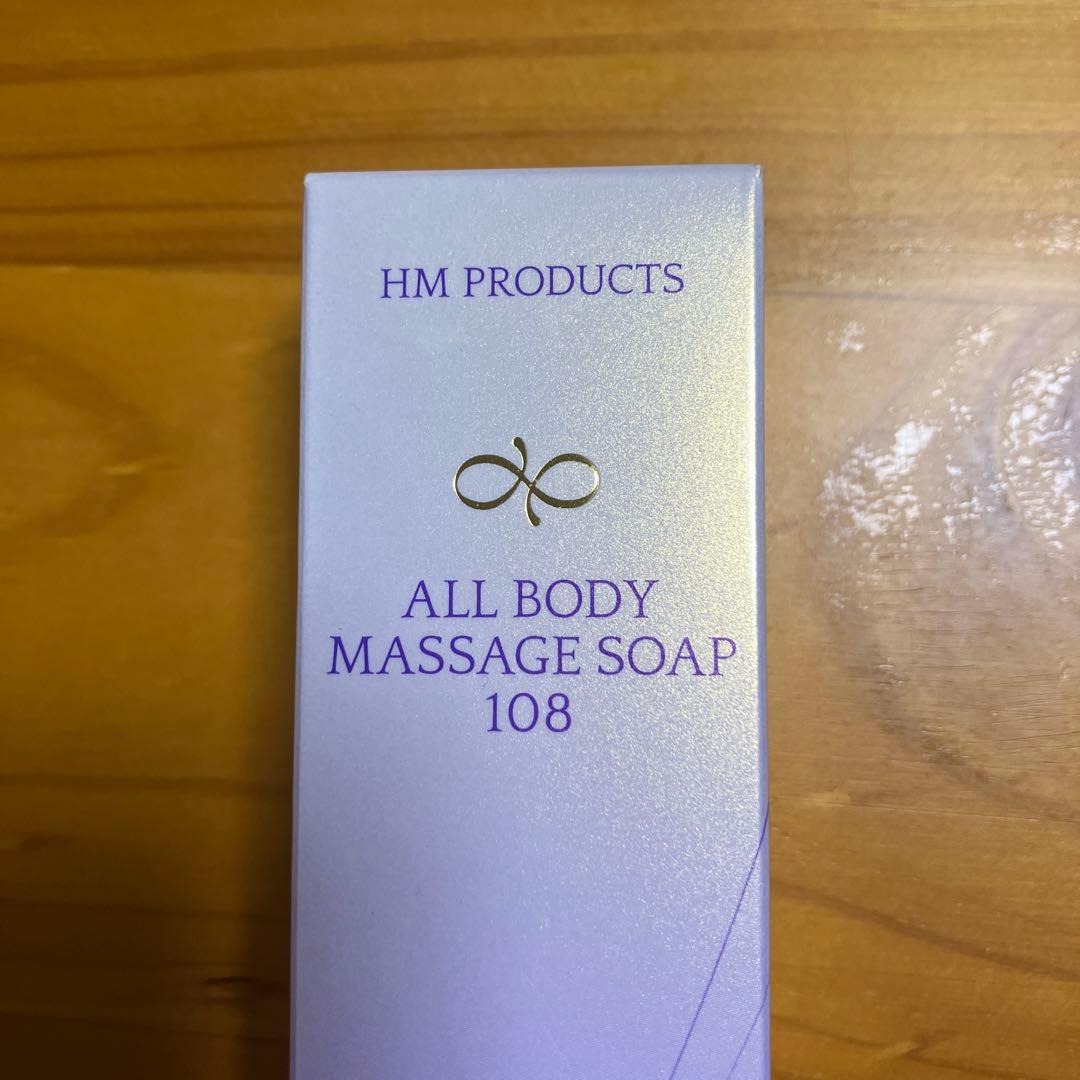 HM PRODUCTS
ALL BODY
MASSAGE SOAP
108